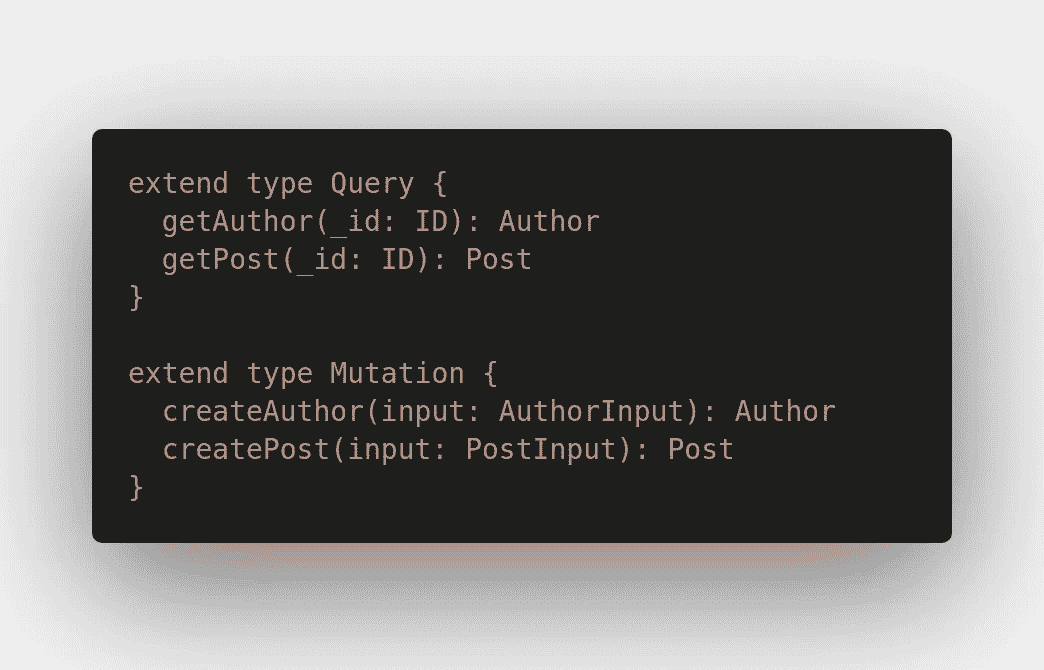 extend type Query {
  getAuthor(_id: ID): Author
  getPost(_id: ID): Post
}

extend type Mutation {
  createAuthor(input: AuthorInput): Author
  createPost(input: PostInput): Post
}